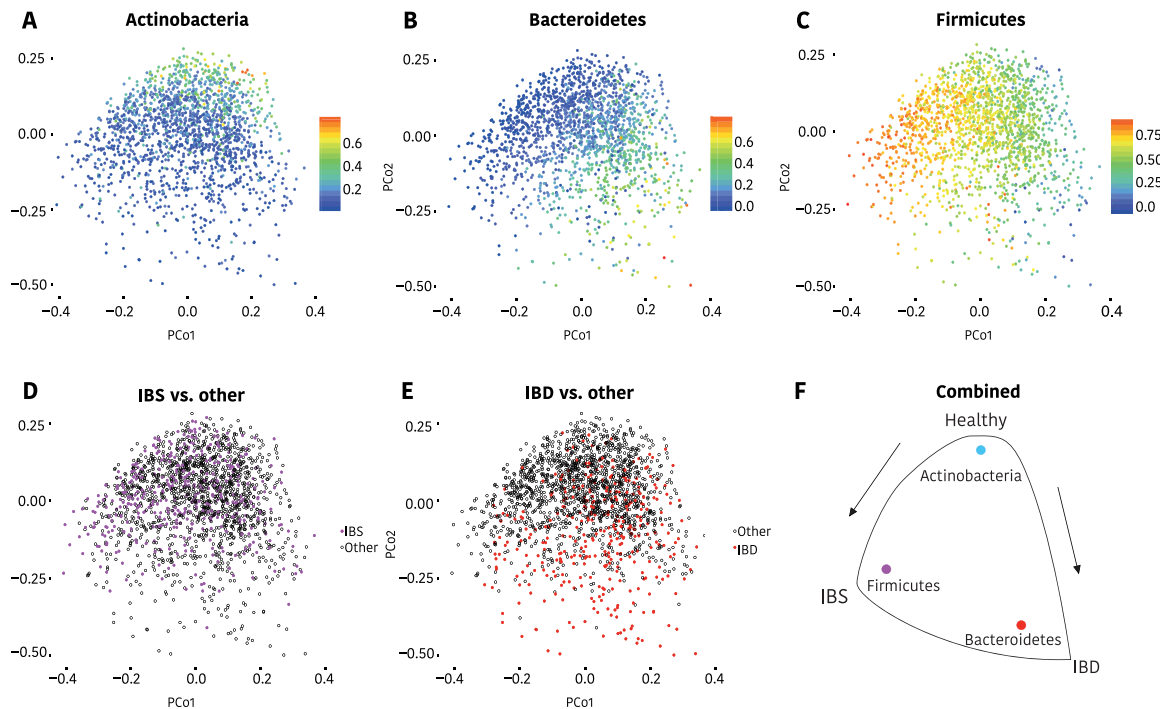 A Actinobacteria
0.25
0.00
−0.25
−0.50
−0.4 −0.2 0.0 0.2 0.4
PCo1
0.6
0.4
0.2
B Bacteroidetes
PCo2
0.25
0.00
−0.25
−0.50
−0.4 −0.2 0.0 0.2 0.4
PCo1
0.6
0.4
0.2
0.0
C Firmicutes
PCo2
0.25
0.00
−0.25
−0.50
−0.4 −0.2 0.0 0.2 0.4
PCo1
0.75
0.50
0.25
0.0
D IBS vs. other
0.25
0.00
−0.25
−0.50
−0.4 −0.2 0.0 0.2 0.4
PCo1
IBS
Other
E IBD vs. other
PCo2
0.25
0.00
−0.25
−0.50
−0.4 −0.2 0.0 0.2 0.4
PCo1
Other
IBD
F Combined
Healthy
Actinobacteria
Firmicutes
IBS
Bacteroidetes
IBD